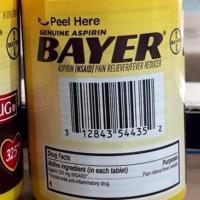 Peel Here
GENUINE ASPIRIN
BAYER
ASPIRIN (NSAID) PAIN RELIEVER/FEVER REDUCER
3 12843 54435 2
Drug Facts
Active ingredient (in each tablet)
Purposes
Aspirin 325 mg (NSAID)*
Pain reliever/fever reducer
*nonsteroidal anti-inflammatory drug
325